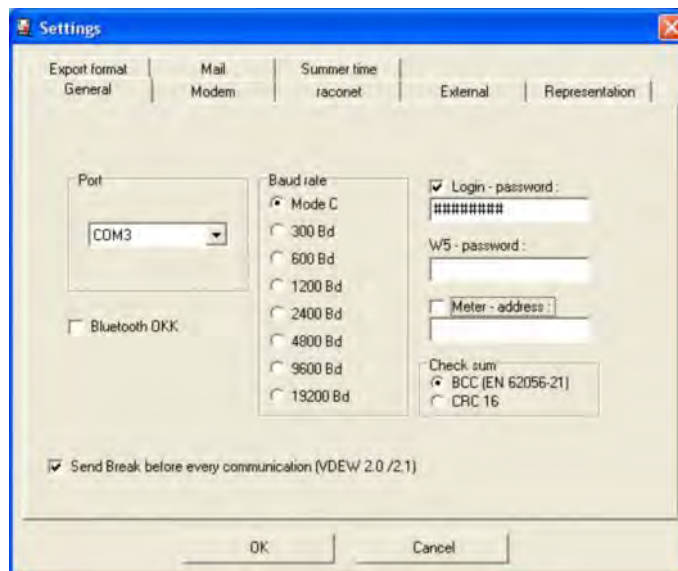 Settings
Export format Mail Summer time
General Modem raconet External Representation
Port
COM3
Bluetooth OKK
Baud rate
Mode C
300 Bd
600 Bd
1200 Bd
2400 Bd
4800 Bd
9600 Bd
19200 Bd
Login - password :
########
W5 - password :
Meter - address :
Check sum
BCC (EN 62056-21)
CRC 16
Send Break before every communication (VDEW 2.0 /2.1)
OK Cancel